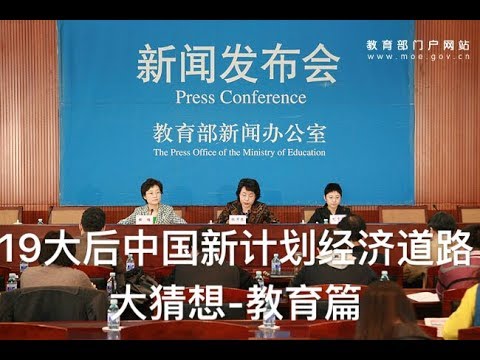 教育部门户网站
www.moe.gov.cn
新闻发布会
Press Conference
教育部新闻办公室
The Press Office of the Ministry of Education
19大后中国新计划经济道路
大猜想-教育篇